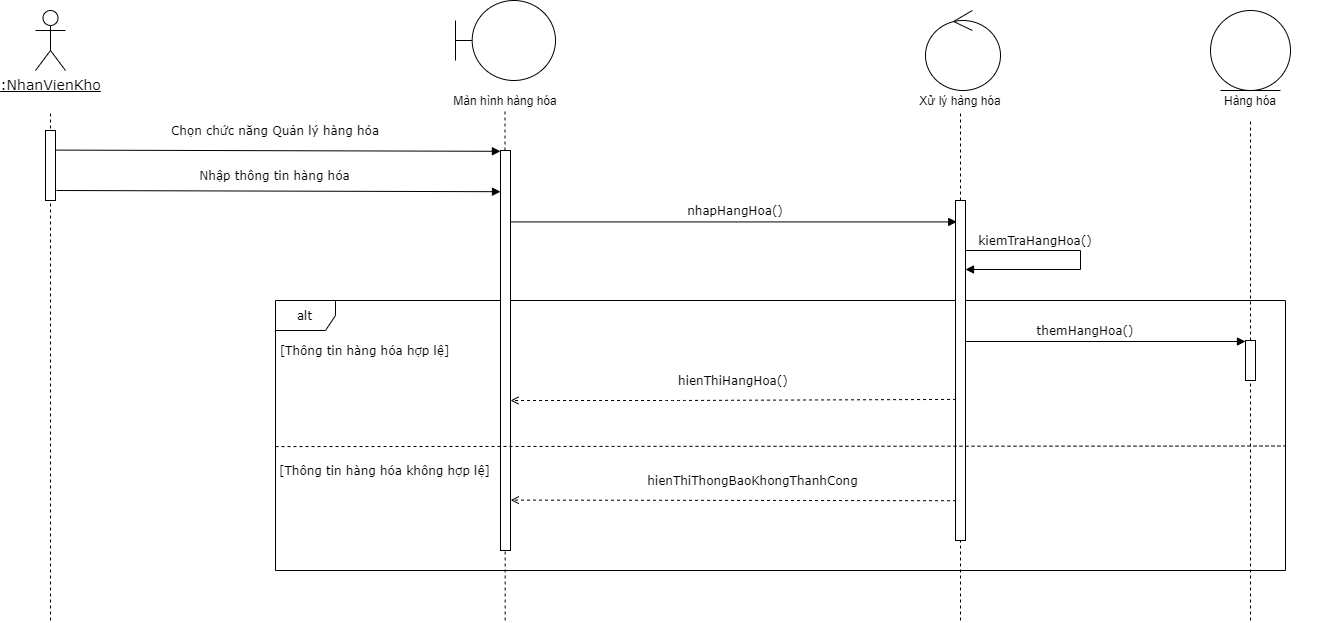 :NhanVienKho
Màn hình hàng hóa
Xử lý hàng hóa
Hàng hóa
Chọn chức năng Quản lý hàng hóa
Nhập thông tin hàng hóa
nhapHangHoa()
kiemTraHangHoa()
alt
themHangHoa()
[Thông tin hàng hóa hợp lệ]
hienThiHangHoa()
[Thông tin hàng hóa không hợp lệ]
hienThiThongBaoKhongThanhCong